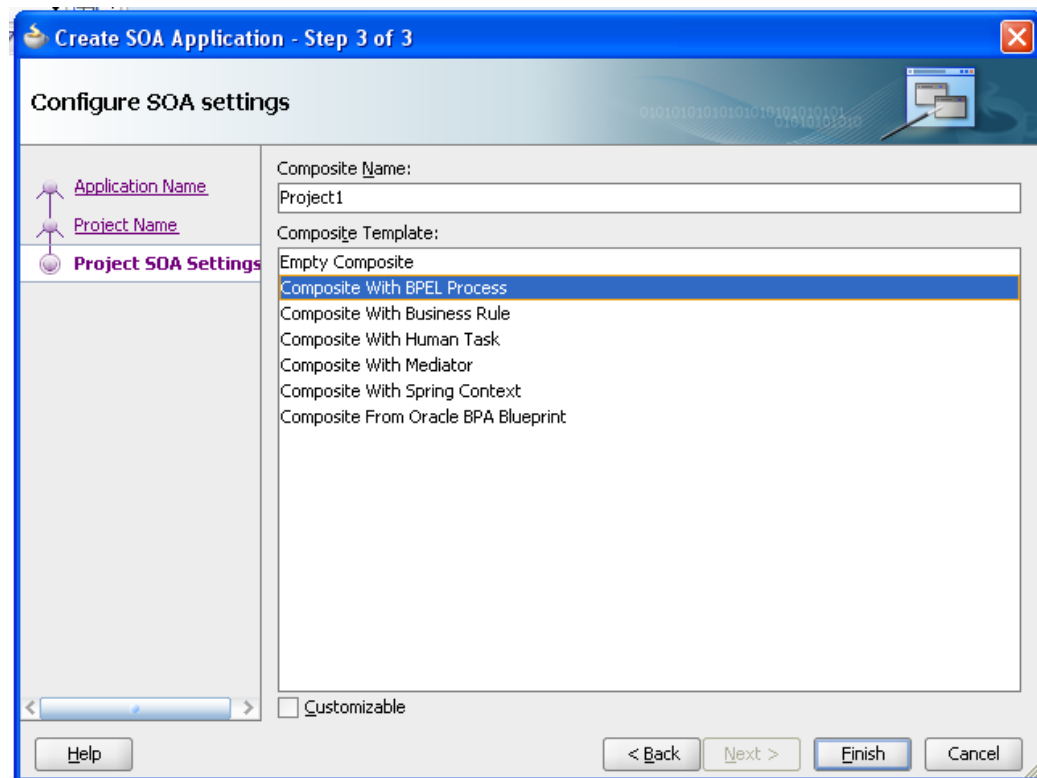 Create SOA Application - Step 3 of 3
Configure SOA settings
Application Name
Project Name
Project SOA Settings
Composite Name:
Project1
Composite Template:
Empty Composite
Composite With BPEL Process
Composite With Business Rule
Composite With Human Task
Composite With Mediator
Composite With Spring Context
Composite From Oracle BPA Blueprint
Customizable
Help
< Back
Next >
Finish
Cancel